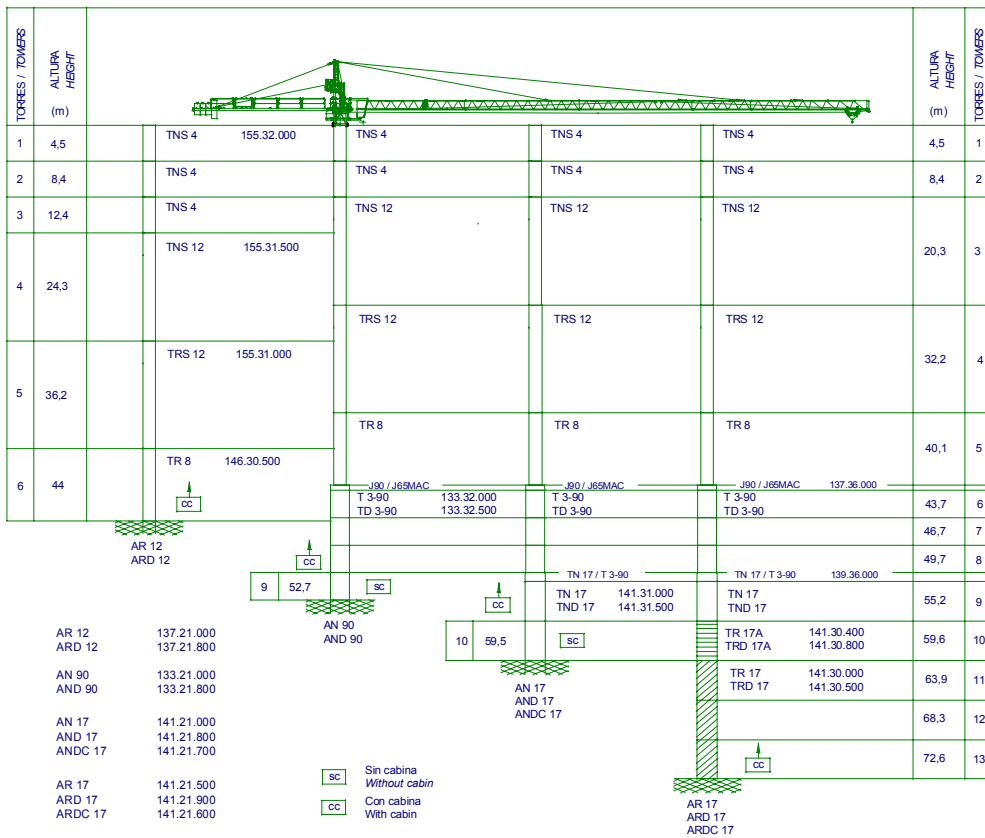 TORRES / TOWERS
ALTURA
HEIGHT
(m)
ALTURA
HEIGHT
(m)
TORRES / TOWERS
1 4,5 TNS 4 155.32.000 TNS 4 TNS 4 TNS 4 4,5 1
2 8,4 TNS 4 TNS 4 TNS 4 TNS 4 8,4 2
3 12,4 TNS 4 TNS 12 TNS 12 TNS 12 20,3 3
4 24,3 TNS 12 155.31.500
TRS 12 TRS 12 TRS 12 32,2 4
5 36,2 TRS 12 155.31.000
TR 8 TR 8 TR 8 40,1 5
6 44 TR 8 146.30.500
CC
J90 / J65MAC J90 / J65MAC J90 / J65MAC 137.36.000
T 3-90 133.32.000 T 3-90 T 3-90 43,7 6
TD 3-90 133.32.500 TD 3-90 TD 3-90
46,7 7
49,7 8
AR 12
ARD 12
CC
9 52,7 SC
AN 90
AND 90
TN 17 / T 3-90 TN 17 / T 3-90 139.36.000
CC
TN 17 141.31.000 TN 17 55,2 9
TND 17 141.31.500 TND 17
10 59,5 SC
TR 17A 141.30.400 59,6 10
TRD 17A 141.30.800
AN 17
AND 17
ANDC 17
TR 17 141.30.000 63,9 11
TRD 17 141.30.500
68,3 12
CC
72,6 13
AR 17
ARD 17
ARDC 17
AR 12 137.21.000
ARD 12 137.21.800
AN 90 133.21.000
AND 90 133.21.800
AN 17 141.21.000
AND 17 141.21.800
ANDC 17 141.21.700
AR 17 141.21.500
ARD 17 141.21.900
ARDC 17 141.21.600
SC Sin cabina
Without cabin
CC Con cabina
With cabin